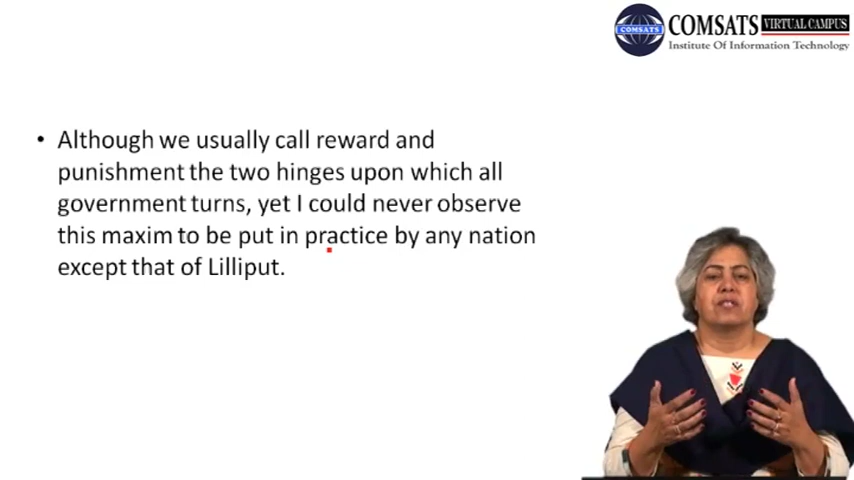 COMSATS
COMSATS VIRTUAL CAMPUS
Institute Of Information Technology
• Although we usually call reward and
punishment the two hinges upon which all
government turns, yet I could never observe
this maxim to be put in practice by any nation
except that of Lilliput.